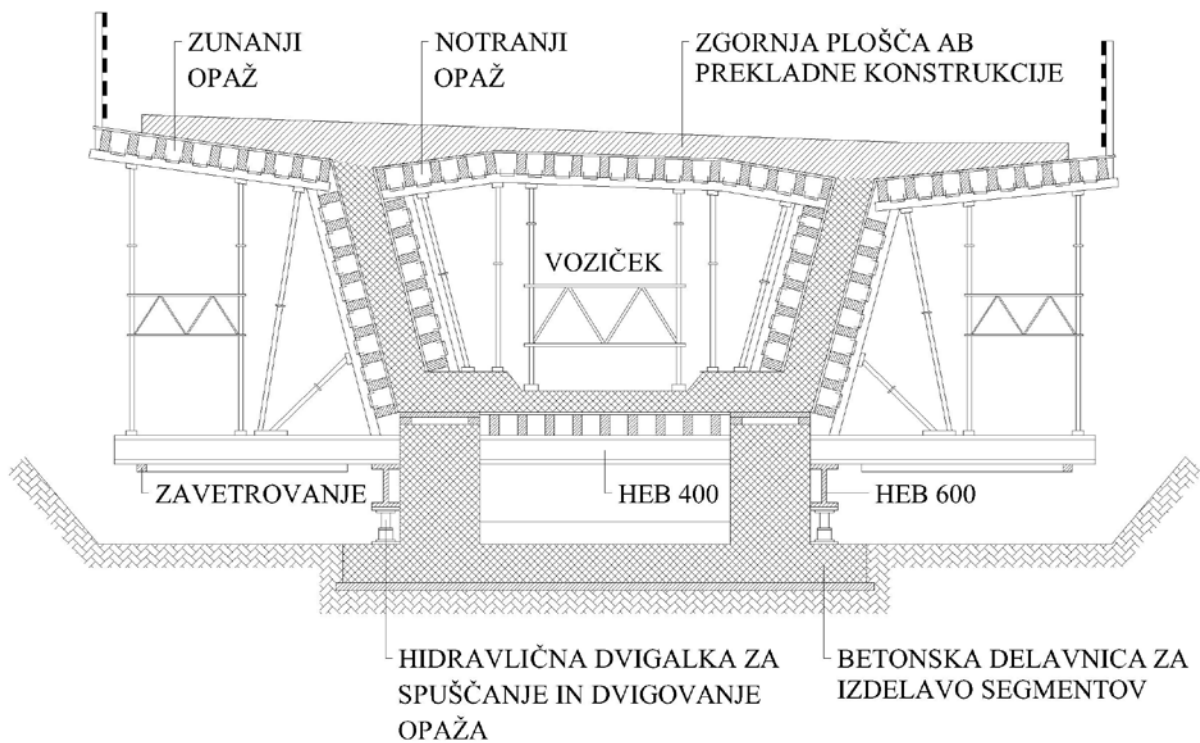 ZUNANJI
OPAŽ
NOTRANJI
OPAŽ
ZGORNJA PLOŠČA AB
PREKLADNE KONSTRUKCIJE
VOZIČEK
ZAVETROVANJE
HEB 400
HEB 600
HIDRAVLIČNA DVIGALKA ZA
SPUŠČANJE IN DVIGOVANJE
OPAŽA
BETONSKA DELAVNICA ZA
IZDELAVO SEGMENTOV